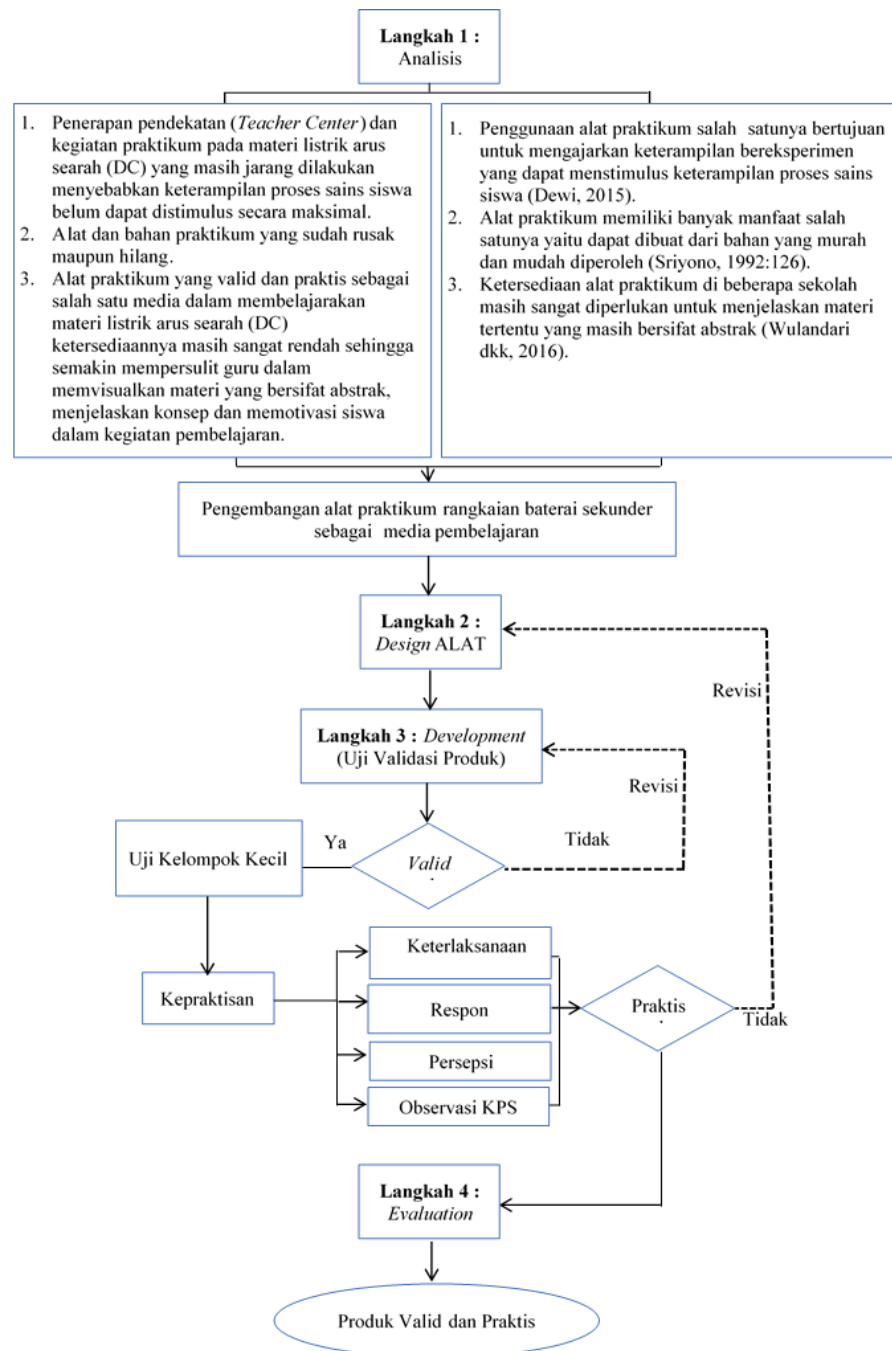 Langkah 1 :
Analisis
1. Penerapan pendekatan (Teacher Center) dan
kegiatan praktikum pada materi listrik arus
searah (DC) yang masih jarang dilakukan
menyebabkan keterampilan proses sains siswa
belum dapat distimulus secara maksimal.
2. Alat dan bahan praktikum yang sudah rusak
maupun hilang.
3. Alat praktikum yang valid dan praktis sebagai
salah satu media dalam membelajarakan
materi listrik arus searah (DC)
ketersediaannya masih sangat rendah sehingga
semakin mempersulit guru dalam
memvisualkan materi yang bersifat abstrak,
menjelaskan konsep dan memotivasi siswa
dalam kegiatan pembelajaran.
1. Penggunaan alat praktikum salah satunya bertujuan
untuk mengajarkan keterampilan bereksperimen
yang dapat menstimulus keterampilan proses sains
siswa (Dewi, 2015).
2. Alat praktikum memiliki banyak manfaat salah
satunya yaitu dapat dibuat dari bahan yang murah
dan mudah diperoleh (Sriyono, 1992:126).
3. Ketersediaan alat praktikum di beberapa sekolah
masih sangat diperlukan untuk menjelaskan materi
tertentu yang masih bersifat abstrak (Wulandari
dkk, 2016).
Pengembangan alat praktikum rangkaian baterai sekunder
sebagai media pembelajaran
Langkah 2 :
Design ALAT
Revisi
Langkah 3 : Development
(Uji Validasi Produk)
Revisi
Uji Kelompok Kecil
Ya
Valid
.
Tidak
Kepraktisan
Keterlaksanaan
Respon
Persepsi
Observasi KPS
Praktis
.
Tidak
Langkah 4 :
Evaluation
Produk Valid dan Praktis